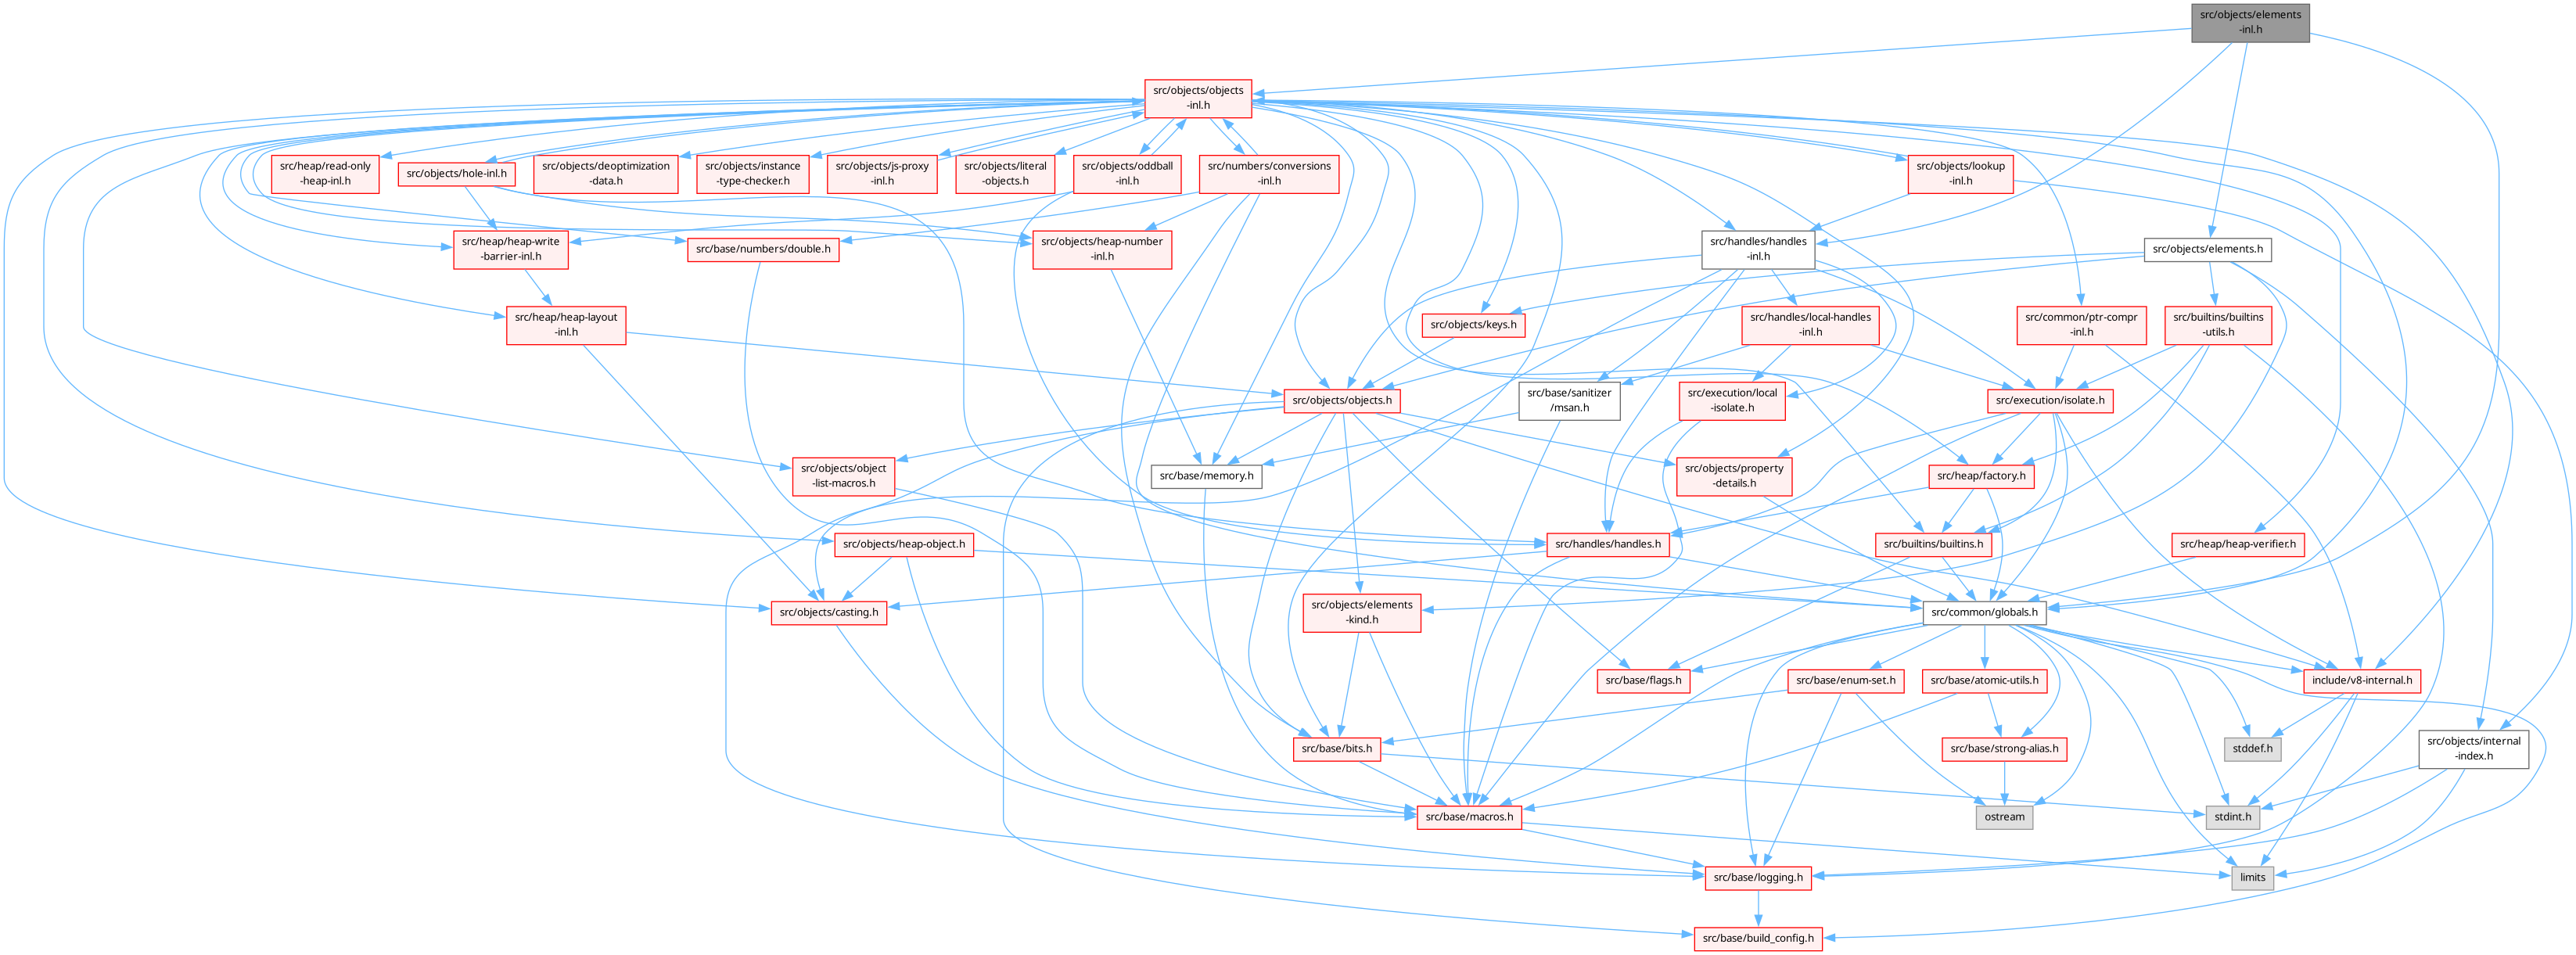 src/objects/elements
-inl.h
src/objects/objects
-inl.h
src/heap/read-only
-heap-inl.h
src/objects/hole-inl.h
src/objects/deoptimization
-data.h
src/objects/instance
-type-checker.h
src/objects/js-proxy
-inl.h
src/objects/literal
-objects.h
src/objects/oddball
-inl.h
src/numbers/conversions
-inl.h
src/objects/lookup
-inl.h
src/heap/heap-write
-barrier-inl.h
src/base/numbers/double.h
src/objects/heap-number
-inl.h
src/handles/handles
-inl.h
src/objects/elements.h
src/heap/heap-layout
-inl.h
src/objects/keys.h
src/handles/local-handles
-inl.h
src/common/ptr-compr
-inl.h
src/builtins/builtins
-utils.h
src/objects/objects.h
src/base/sanitizer
/msan.h
src/execution/local
-isolate.h
src/execution/isolate.h
src/objects/object
-list-macros.h
src/base/memory.h
src/objects/property
-details.h
src/heap/factory.h
src/objects/heap-object.h
src/handles/handles.h
src/builtins/builtins.h
src/heap/heap-verifier.h
src/objects/casting.h
src/objects/elements
-kind.h
src/common/globals.h
src/base/flags.h
src/base/enum-set.h
src/base/atomic-utils.h
include/v8-internal.h
src/base/bits.h
src/base/strong-alias.h
stddef.h
src/objects/internal
-index.h
src/base/macros.h
ostream
stdint.h
src/base/logging.h
limits
src/base/build_config.h